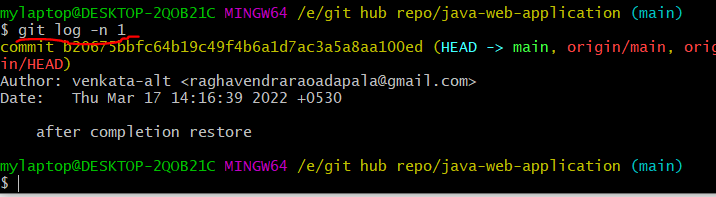 mylaptop@DESKTOP-2QOB21C MINGW64 /e/git hub repo/java-web-application (main)
$ git log -n 1
commit b20675bbfc64b19c49f4b6a1d7ac3a5a8aa100ed (HEAD -> main, origin/main, orig
in/HEAD)
Author: venkata-alt <raghavendraraoadapala@gmail.com>
Date:   Thu Mar 17 14:16:39 2022 +0530

    after completion restore

mylaptop@DESKTOP-2QOB21C MINGW64 /e/git hub repo/java-web-application (main)
$